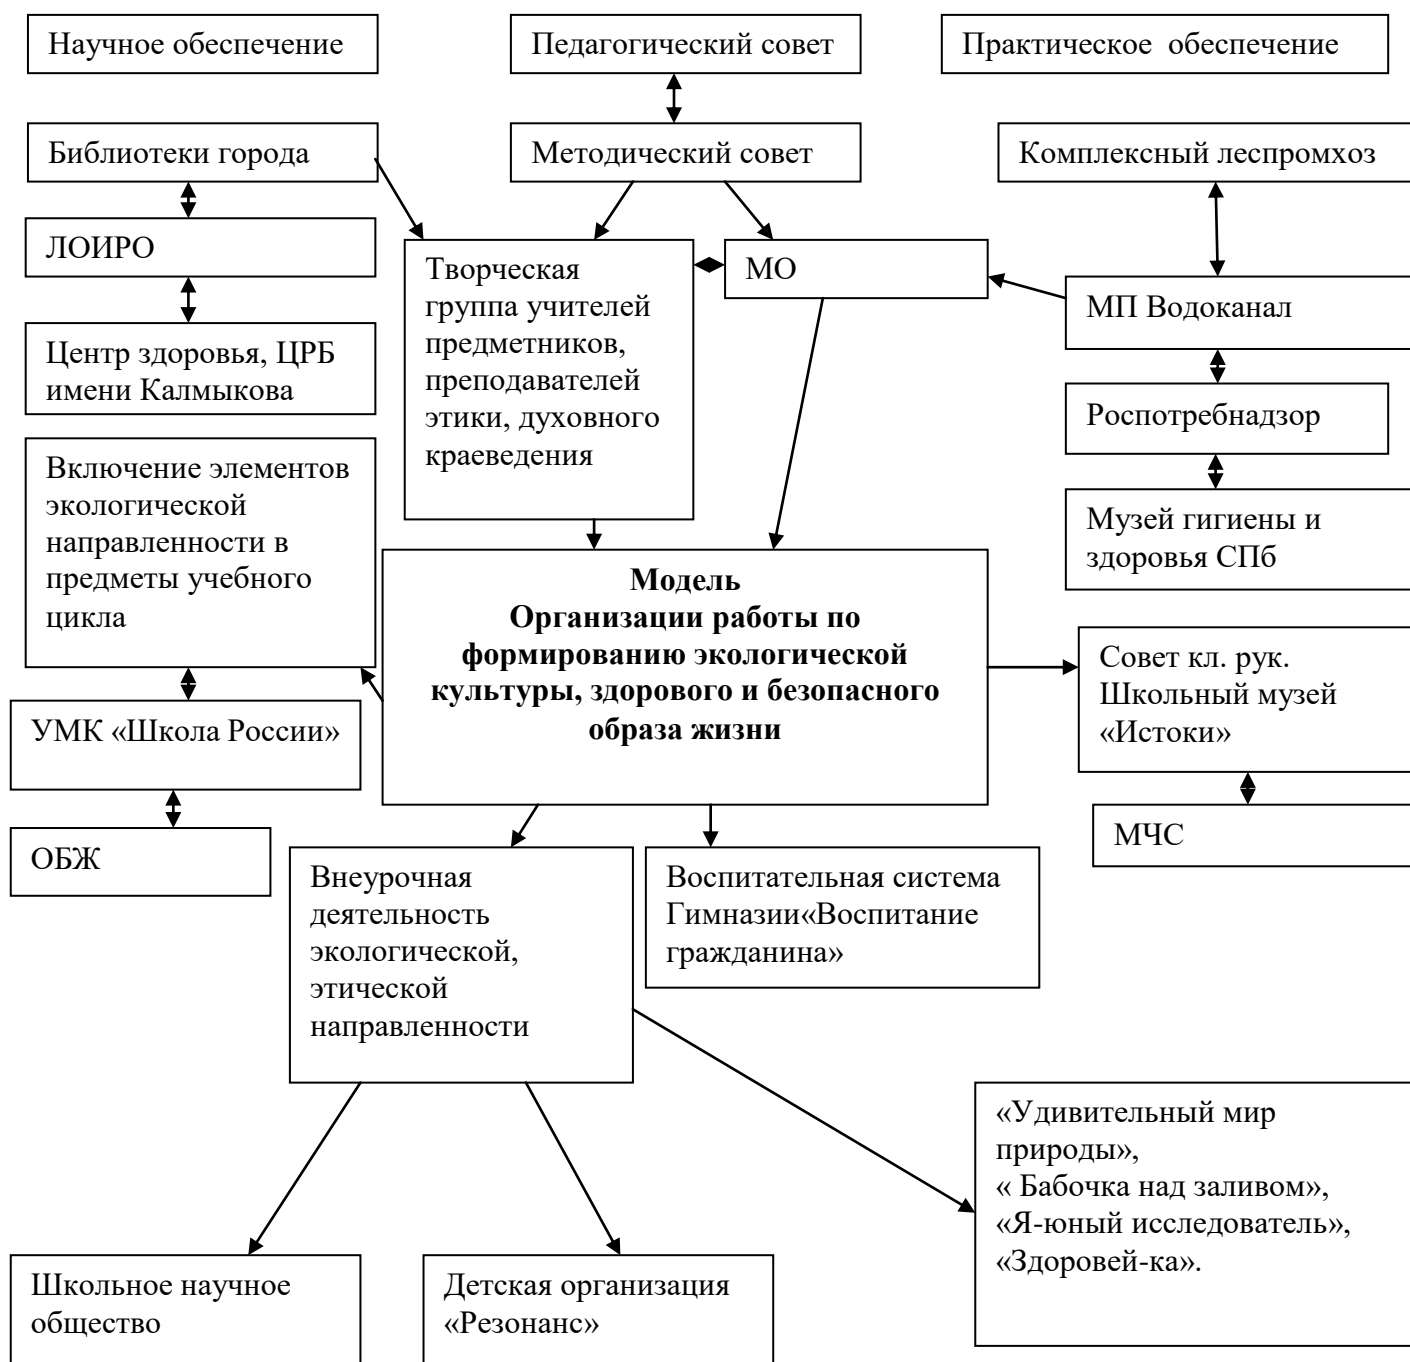 Научное обеспечение
Педагогический совет
Практическое обеспечение
Библиотеки города
Методический совет
Комплексный леспромхоз
ЛОИРО
Творческая
группа учителей
предметников,
преподавателей
этики, духовного
краеведения
МО
МП Водоканал
Центр здоровья, ЦРБ
имени Калмыкова
Роспотребнадзор
Включение элементов
экологической
направленности в
предметы учебного
цикла
Музей гигиены и
здоровья СПб
Модель
Организации работы по
формированию экологической
культуры, здорового и безопасного
образа жизни
Совет кл. рук.
Школьный музей
«Истоки»
УМК «Школа России»
МЧС
ОБЖ
Внеурочная
деятельность
экологической,
этической
направленности
Воспитательная система
Гимназии«Воспитание
гражданина»
«Удивительный мир
природы»,
« Бабочка над заливом»,
«Я-юный исследователь»,
«Здоровей-ка».
Школьное научное
общество
Детская организация
«Резонанс»